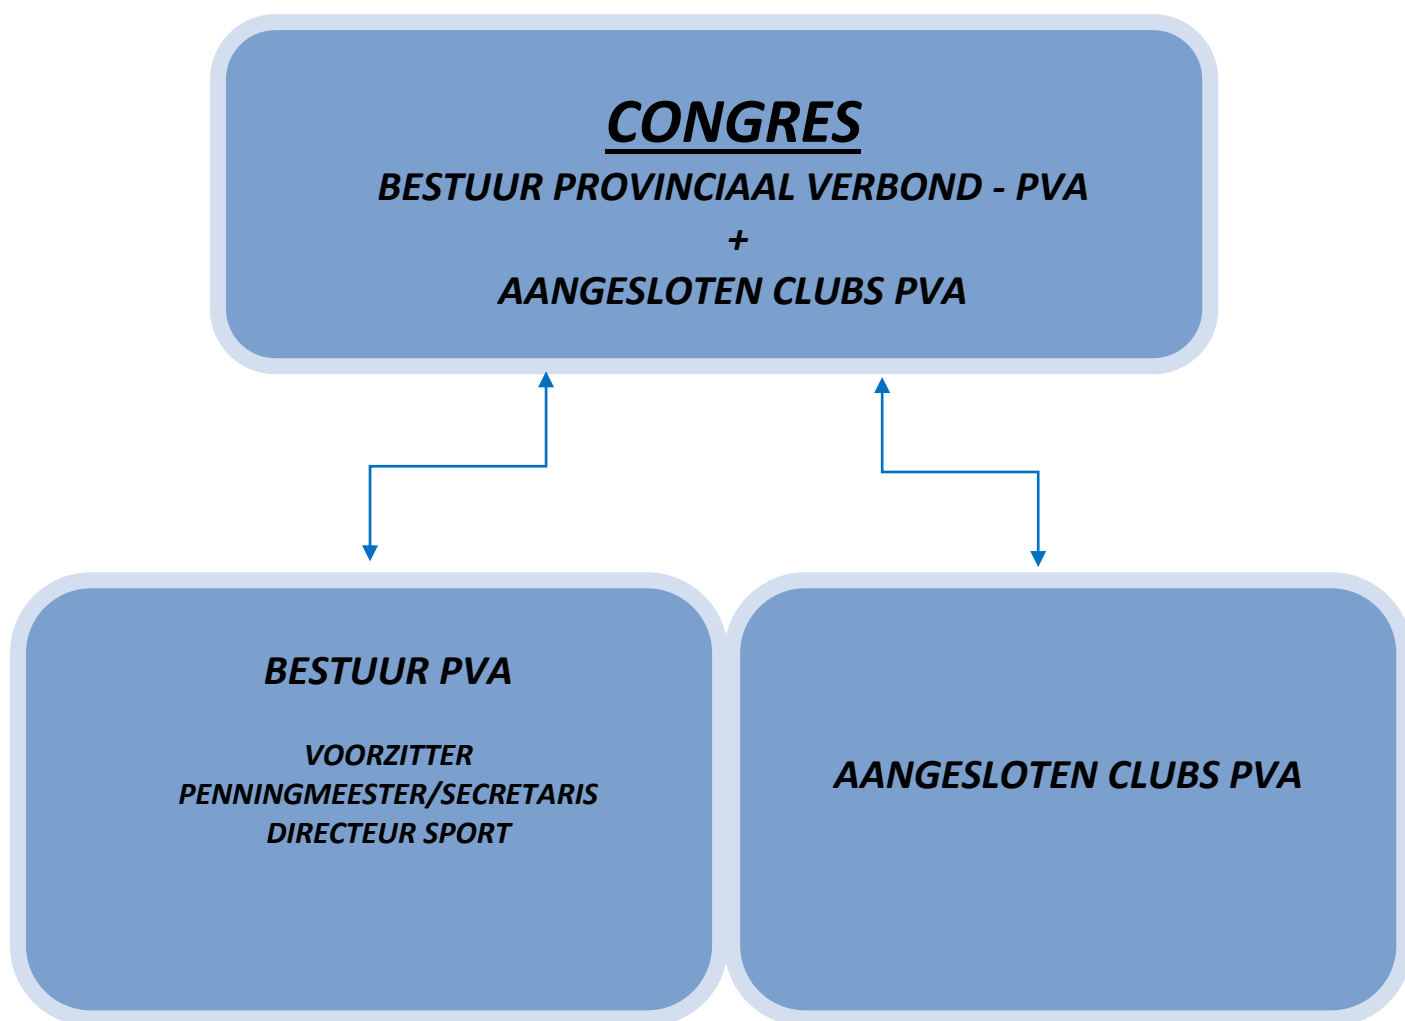 CONGRES
BESTUUR PROVINCIAAL VERBOND - PVA
+
AANGESLOTEN CLUBS PVA
BESTUUR PVA
VOORZITTER
PENNINGMEESTER/SECRETARIS
DIRECTEUR SPORT
AANGESLOTEN CLUBS PVA